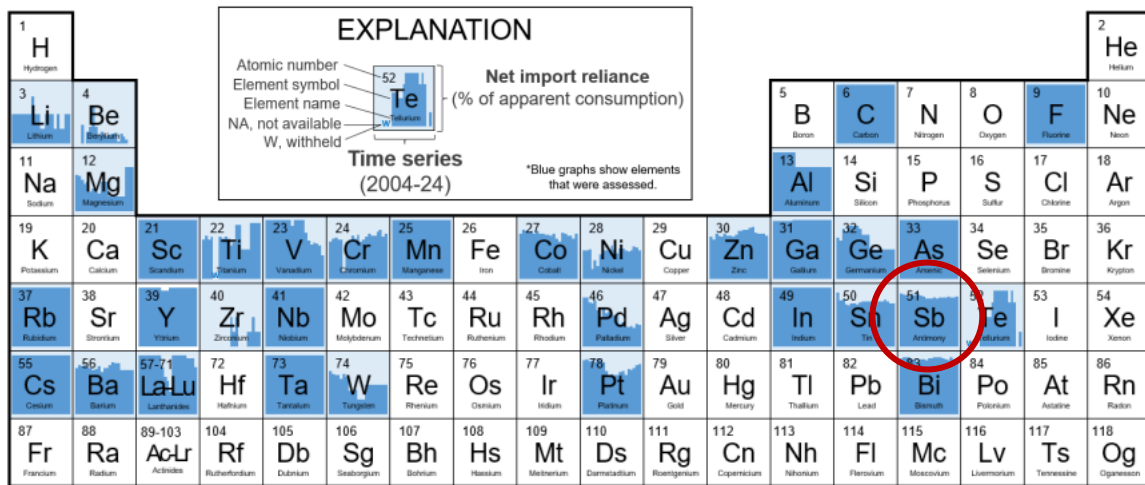 EXPLANATION
Atomic number
Element symbol
Element name
NA, not available
W, withheld
52
Te
Tellurium
W
Net import reliance
(% of apparent consumption)
Time series
(2004-24)
*Blue graphs show elements
that were assessed.
1 2
H He
Hydrogen Helium
3 4 5 6 7 8 9 10
Li Be B C N O F Ne
Lithium Beryllium Boron Carbon Nitrogen Oxygen Fluorine Neon
11 12 13 14 15 16 17 18
Na Mg Al Si P S Cl Ar
Sodium Magnesium Aluminum Silicon Phosphorus Sulfur Chlorine Argon
19 20 21 22 23 24 25 26 27 28 29 30 31 32 33 34 35 36
K Ca Sc Ti V Cr Mn Fe Co Ni Cu Zn Ga Ge As Se Br Kr
Potassium Calcium Scandium Titanium Vanadium Chromium Manganese Iron Cobalt Nickel Copper Zinc Gallium Germanium Arsenic Selenium Bromine Krypton
37 38 39 40 41 42 43 44 45 46 47 48 49 50 51 52 53 54
Rb Sr Y Zr Nb Mo Tc Ru Rh Pd Ag Cd In Sn Sb Te I Xe
Rubidium Strontium Yttrium Zirconium Niobium Molybdenum Technetium Ruthenium Rhodium Palladium Silver Cadmium Indium Tin Antimony Tellurium Iodine Xenon
55 56 57-71 72 73 74 75 76 77 78 79 80 81 82 83 84 85 86
Cs Ba La-Lu Hf Ta W Re Os Ir Pt Au Hg Tl Pb Bi Po At Rn
Cesium Barium Lanthanides Hafnium Tantalum Tungsten Rhenium Osmium Iridium Platinum Gold Mercury Thallium Lead Bismuth Polonium Astatine Radon
87 88 89-103 104 105 106 107 108 109 110 111 112 113 114 115 116 117 118
Fr Ra Ac-Lr Rf Db Sg Bh Hs Mt Ds Rg Cn Nh Fl Mc Lv Ts Og
Francium Radium Actinides Rutherfordium Dubnium Seaborgium Bohrium Hassium Meitnerium Darmstadtium Roentgenium Copernicium Nihonium Flerovium Moscovium Livermorium Tennessine Oganesson